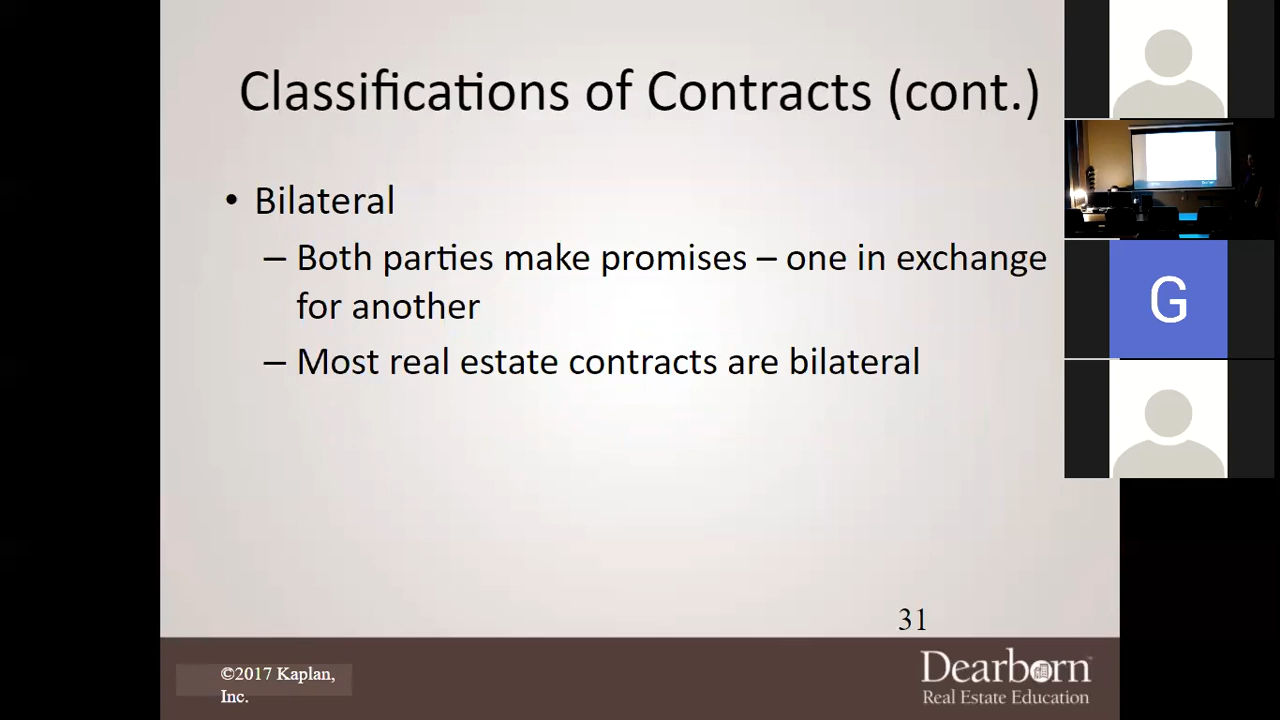 Classifications of Contracts (cont.)
• Bilateral
– Both parties make promises – one in exchange
for another
– Most real estate contracts are bilateral
G
31
©2017 Kaplan,
Inc.
Dearborn
Real Estate Education